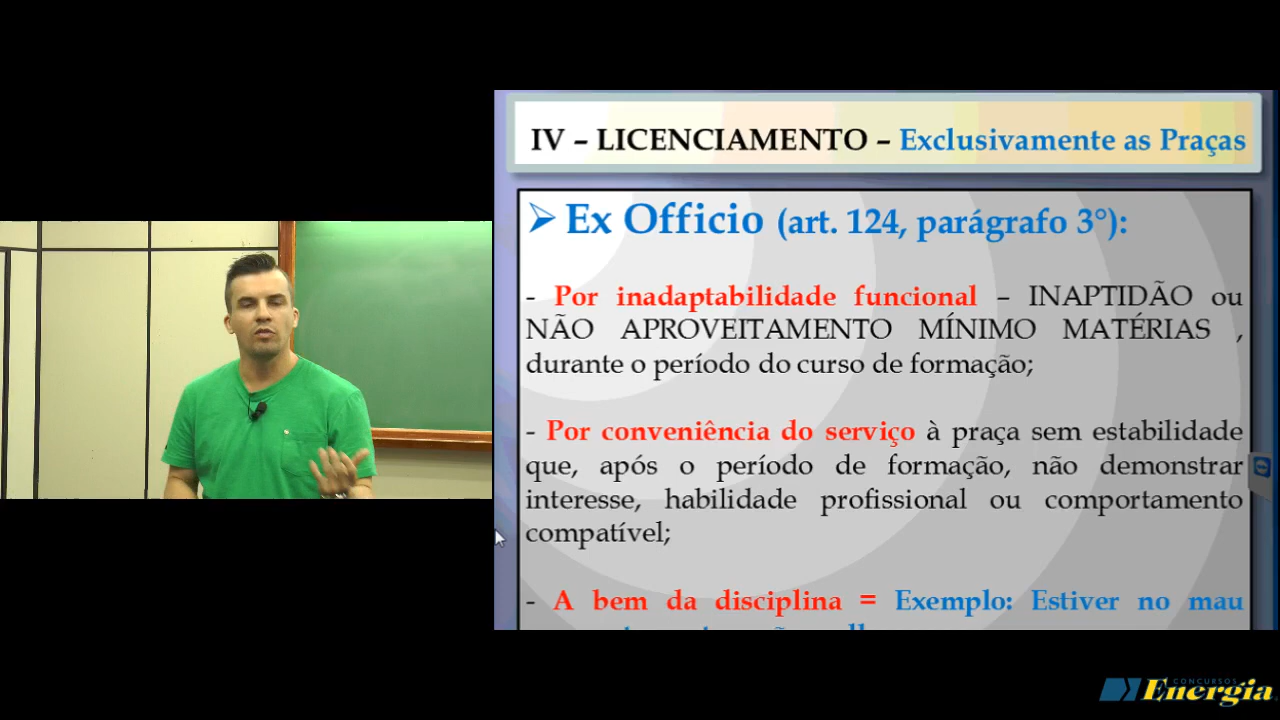 IV – LICENCIAMENTO – Exclusivamente as Praças
Ex Officio (art. 124, parágrafo 3°):
- Por inadaptabilidade funcional – INAPTIDÃO ou
NÃO APROVEITAMENTO MÍNIMO MATÉRIAS ,
durante o período do curso de formação;
- Por conveniência do serviço à praça sem estabilidade
que, após o período de formação, não demonstrar
interesse, habilidade profissional ou comportamento
compatível;
- A bem da disciplina = Exemplo: Estiver no mau
CONCURSOS
Energia